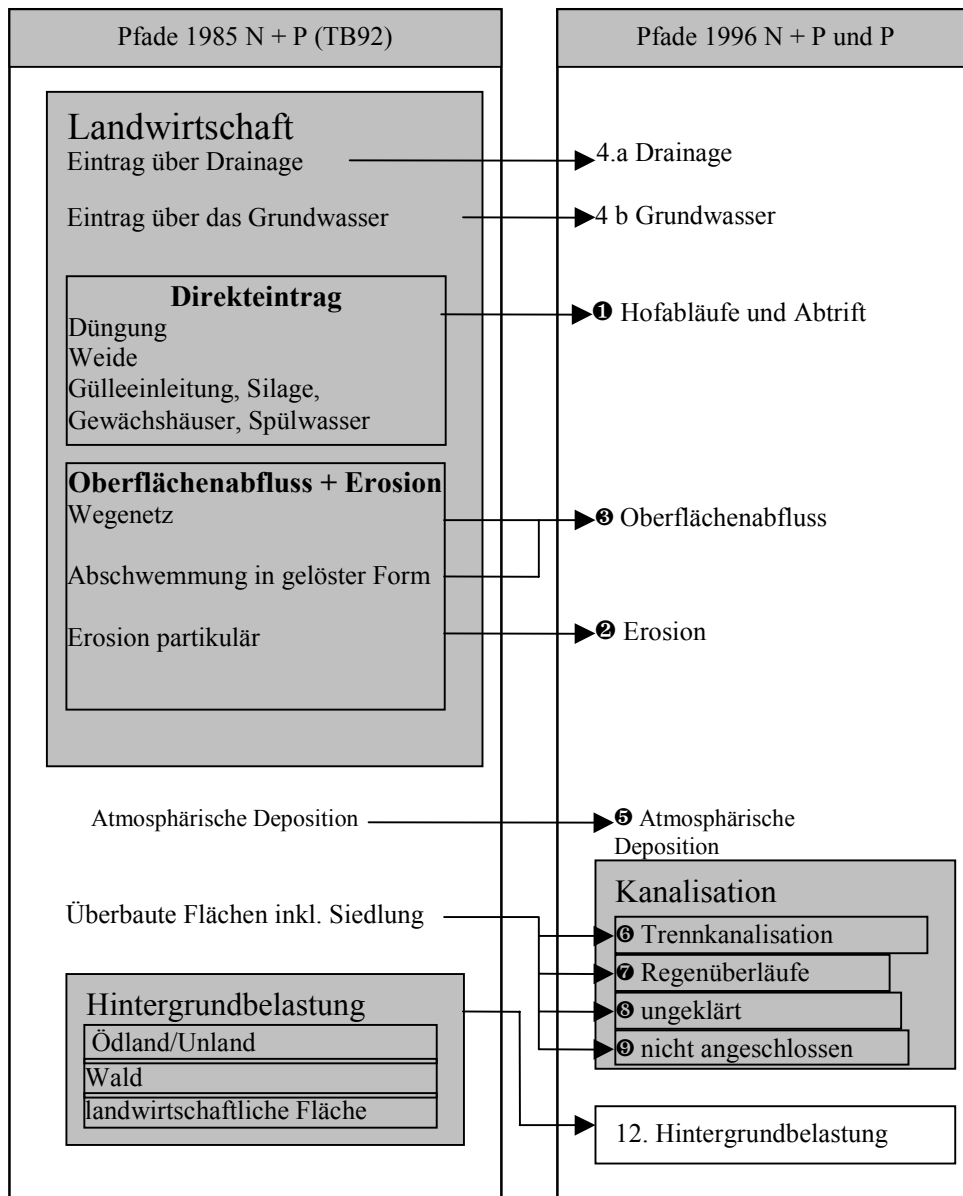 Pfade 1985 N + P (TB92)
Landwirtschaft
Eintrag über Drainage
Eintrag über das Grundwasser
Direkteintrag
Düngung
Weide
Gülleeinleitung, Silage,
Gewächshäuser, Spülwasser
Oberflächenabfluss + Erosion
Wegenetz
Abschwemmung in gelöster Form
Erosion partikulär
Atmosphärische Deposition
Überbaute Flächen inkl. Siedlung
Hintergrundbelastung
Ödland/Unland
Wald
landwirtschaftliche Fläche
Pfade 1996 N + P und P
4.a Drainage
4 b Grundwasser
❶ Hofabläufe und Abtrift
❸ Oberflächenabfluss
❷ Erosion
❺ Atmosphärische
Deposition
Kanalisation
❻ Trennkanalisation
❼ Regenüberläufe
❽ ungeklärt
❾ nicht angeschlossen
12. Hintergrundbelastung